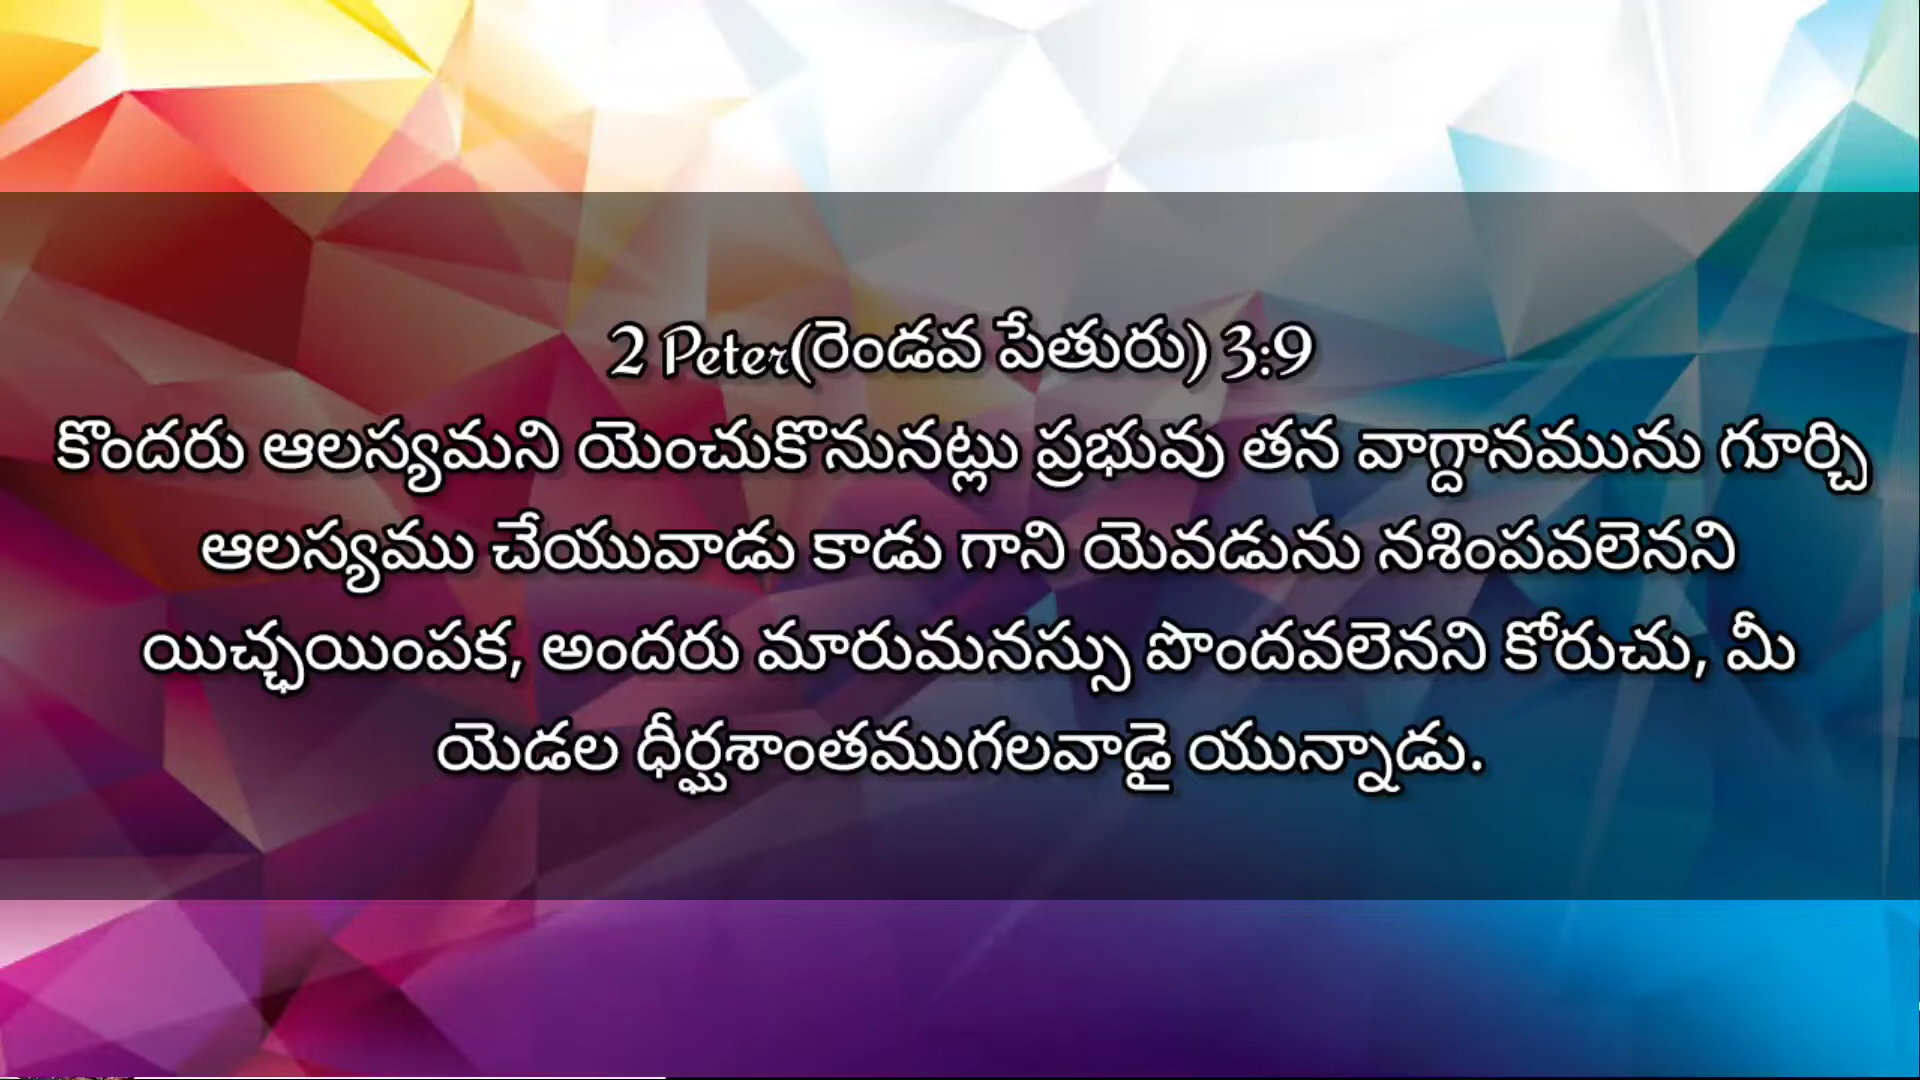 2 Peter(రెండవ పేతురు) 3:9
కొందరు ఆలస్యమని యెంచుకొనునట్లు ప్రభువు తన వాగ్దానమును గూర్చి
ఆలస్యము చేయువాడు కాడు గాని యెవడును నశింపవలెనని
యిచ్ఛయింపక, అందరు మారుమనస్సు పొందవలెనని కోరుచు, మీ
యెడల ధీర్ఘశాంతముగలవాడై యున్నాడు.